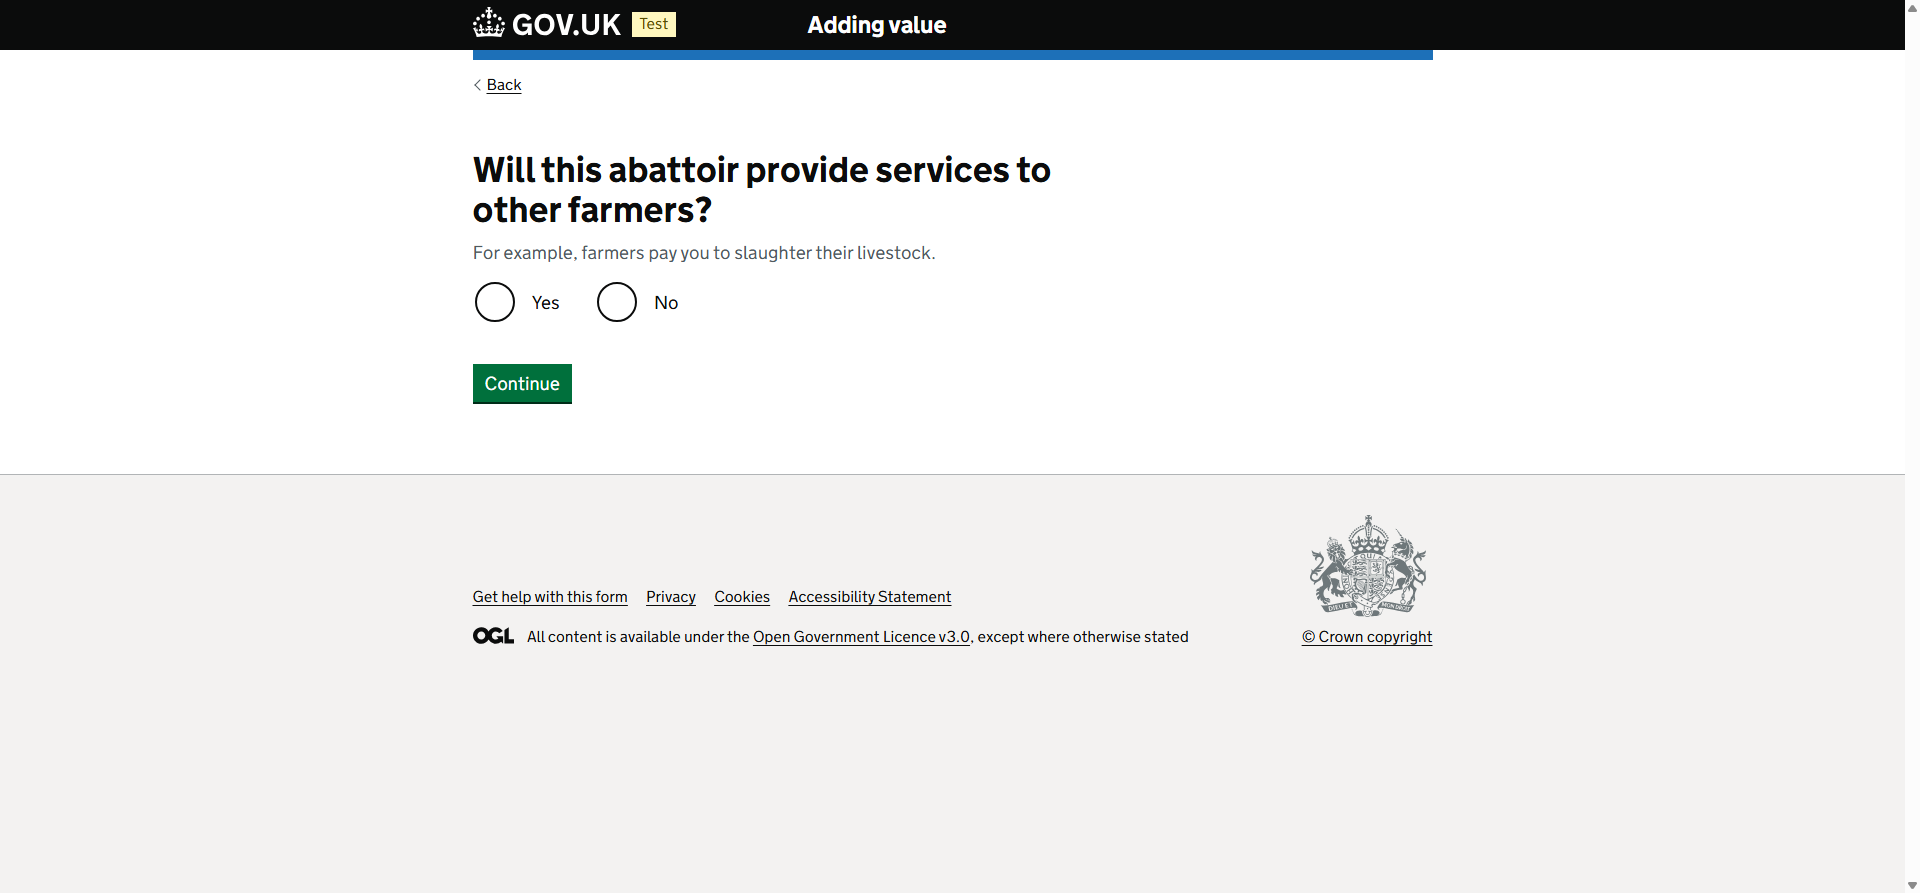 GOV.UK Test Adding value
Back
Will this abattoir provide services to
other farmers?
For example, farmers pay you to slaughter their livestock.
Yes No
Continue
Get help with this form Privacy Cookies Accessibility Statement
OGL All content is available under the Open Government Licence v3.0, except where otherwise stated
© Crown copyright